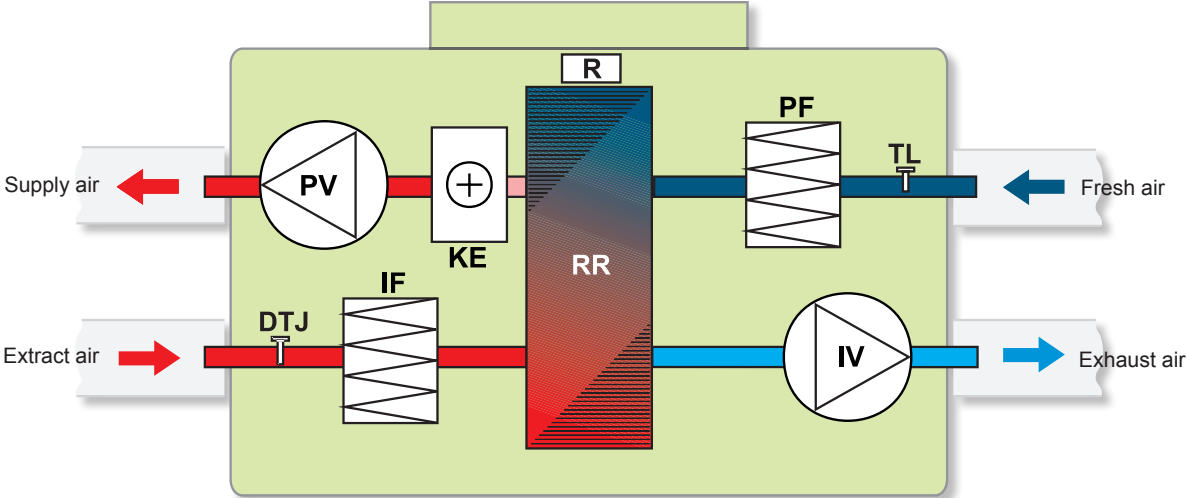 R
PF
TL
Supply air
PV
Fresh air
KE
RR
IF
DTJ
Extract air
IV
Exhaust air